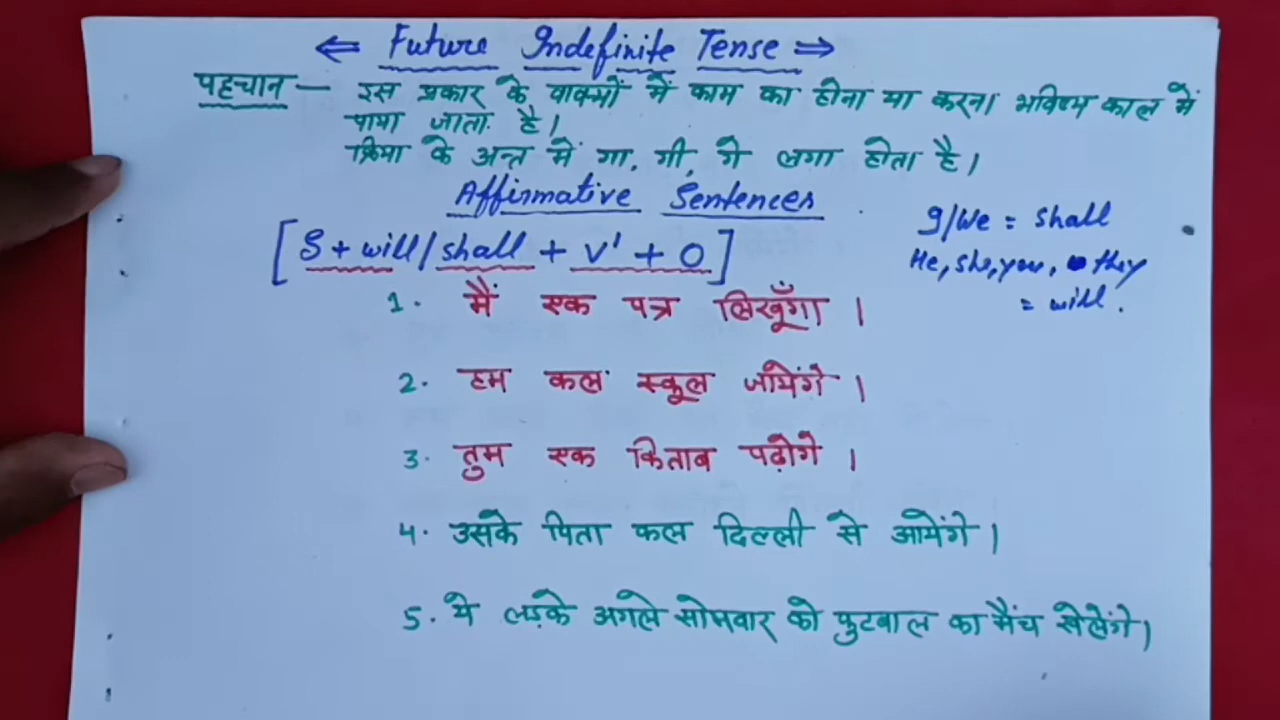 ⇐ Future Indefinite Tense ⇒
पहचान — इस प्रकार के वाक्यों में काम का होना या करना भविष्य काल में
पाया जाता है।
क्रिया के अन्त में गा, गी, गे लगा होता है।
Affirmative Sentences
[S + will/shall + V' + O]
I/We = shall
He, she, you, they
= will.
1. मैं एक पत्र लिखूँगा ।
2. हम कल स्कूल जायेंगे ।
3. तुम एक किताब पढ़ोगे ।
4. उसके पिता कल दिल्ली से आयेंगे ।
5. ये लड़के अगले सोमवार को फुटबाल का मैंच खेलेंगे ।